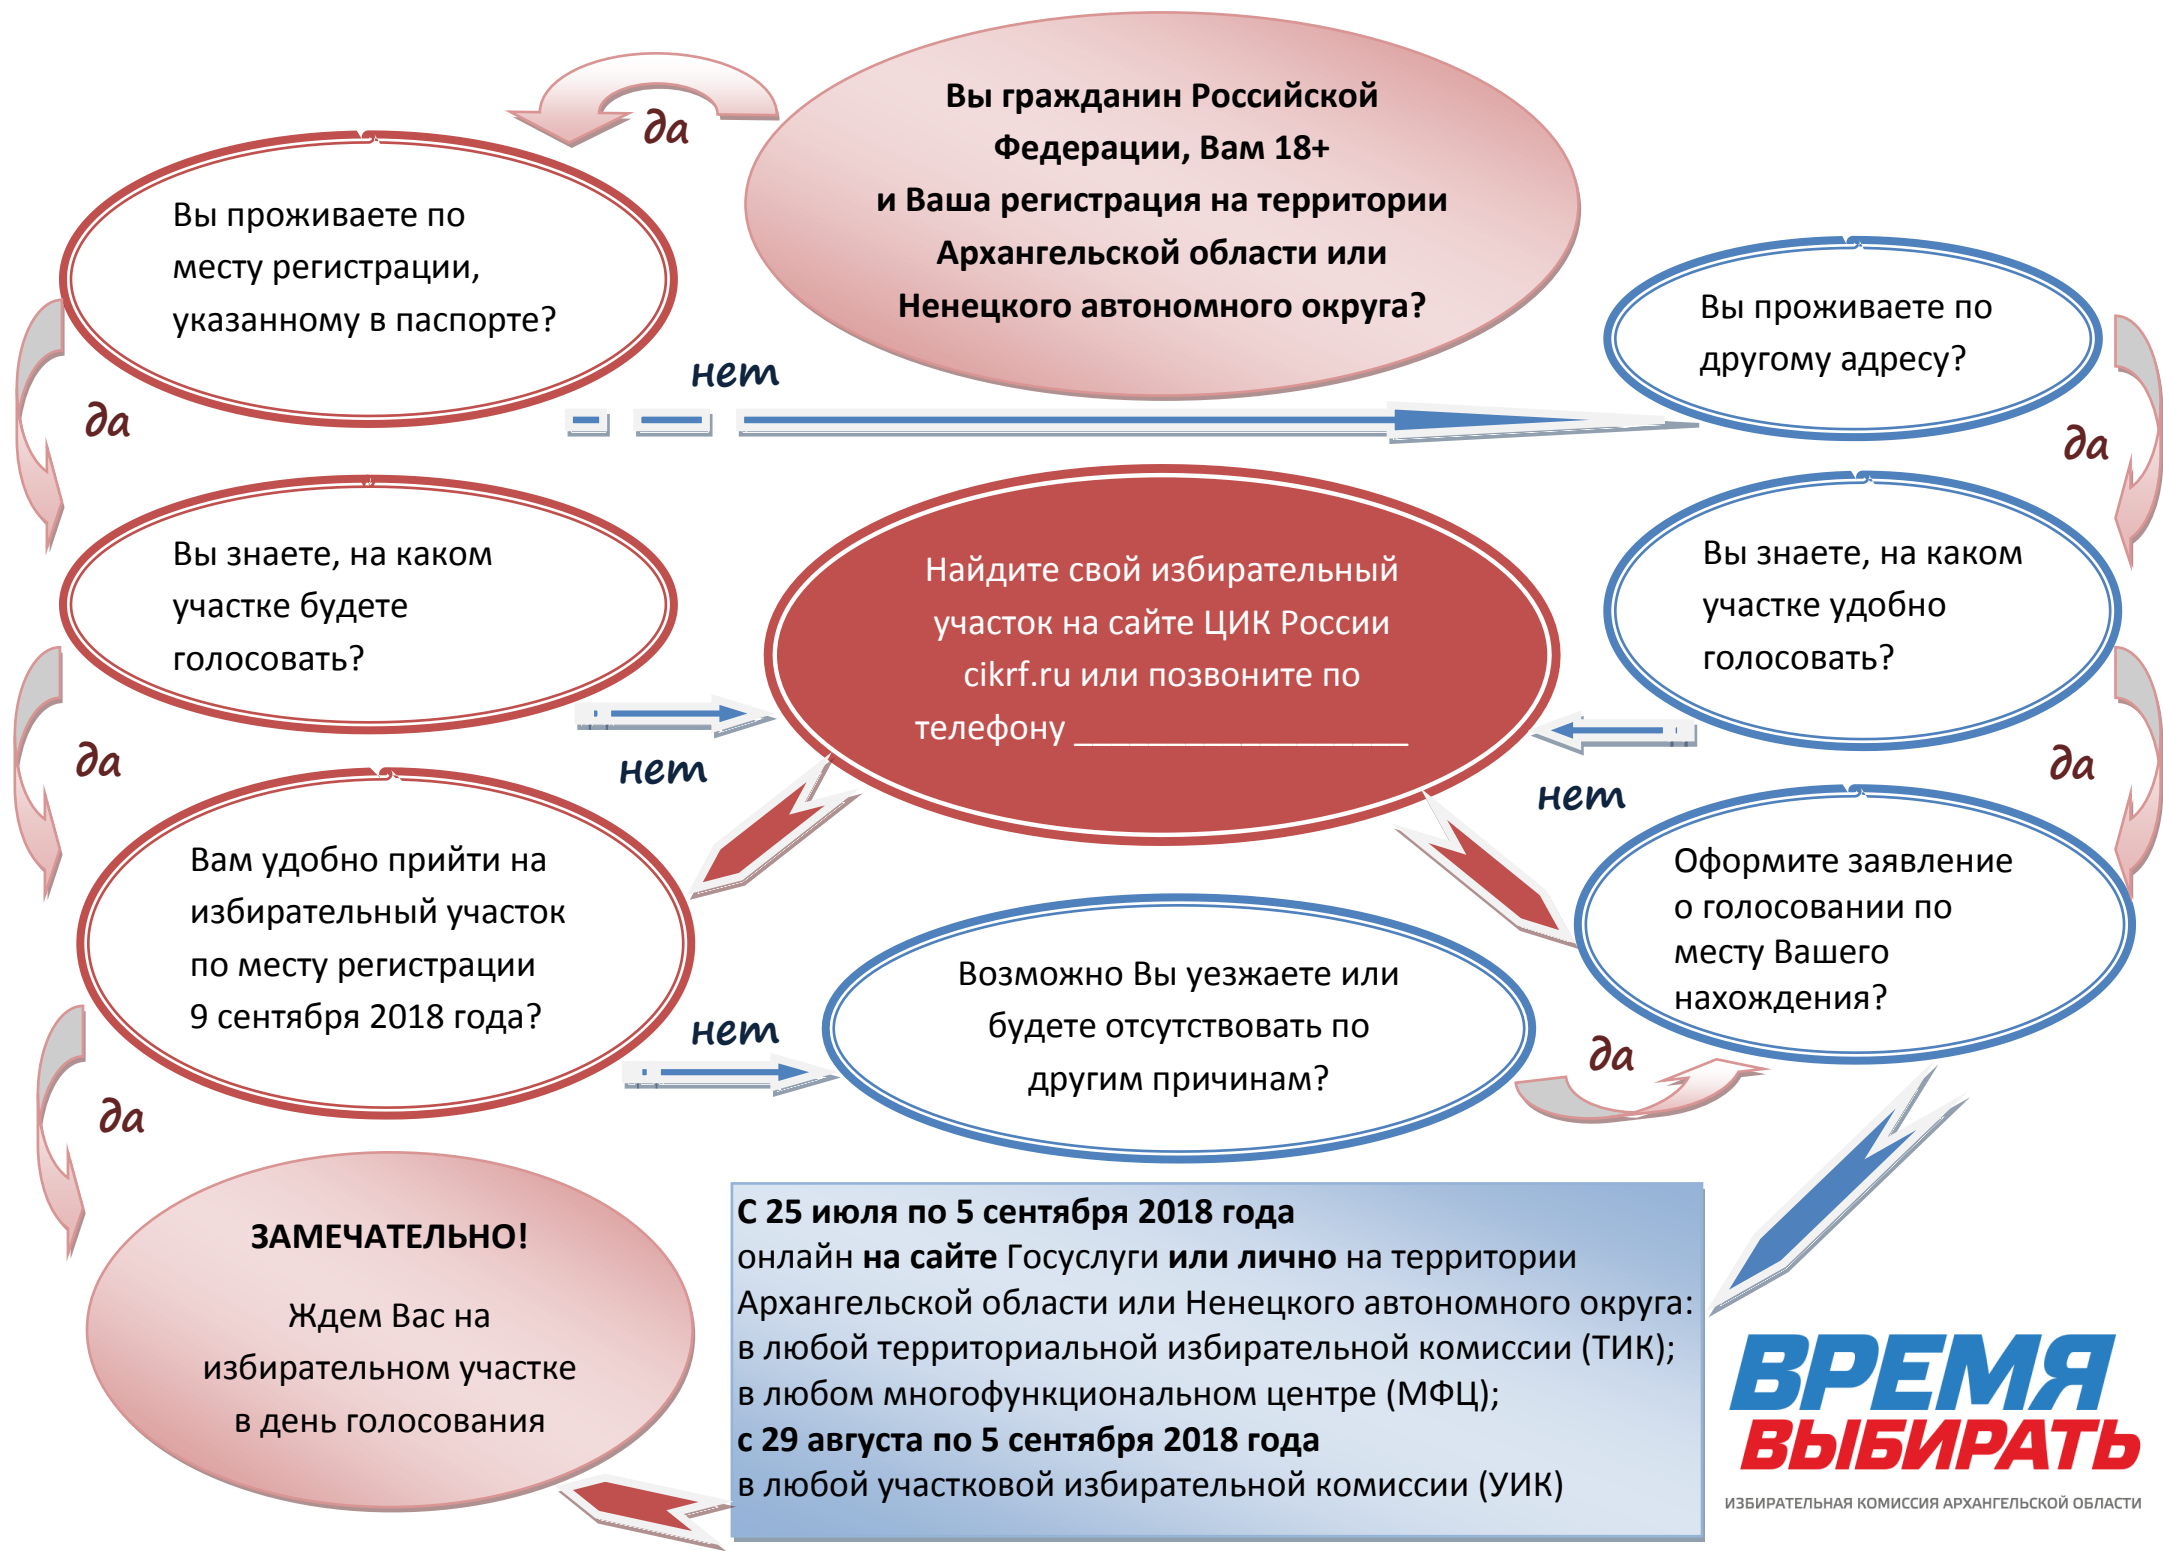 Вы гражданин Российской
Федерации, Вам 18+
и Ваша регистрация на территории
Архангельской области или
Ненецкого автономного округа?
да
Вы проживаете по
месту регистрации,
указанному в паспорте?
да
нет
Вы проживаете по
другому адресу?
да
Вы знаете, на каком
участке будете
голосовать?
да
нет
Найдите свой избирательный
участок на сайте ЦИК России
cikrf.ru или позвоните по
телефону __________________
Вы знаете, на каком
участке удобно
голосовать?
да
нет
Вам удобно прийти на
избирательный участок
по месту регистрации
9 сентября 2018 года?
да
нет
Возможно Вы уезжаете или
будете отсутствовать по
другим причинам?
да
Оформите заявление
о голосовании по
месту Вашего
нахождения?
ЗАМЕЧАТЕЛЬНО!
Ждем Вас на
избирательном участке
в день голосования
С 25 июля по 5 сентября 2018 года
онлайн на сайте Госуслуги или лично на территории
Архангельской области или Ненецкого автономного округа:
в любой территориальной избирательной комиссии (ТИК);
в любом многофункциональном центре (МФЦ);
с 29 августа по 5 сентября 2018 года
в любой участковой избирательной комиссии (УИК)
ВРЕМЯ
ВЫБИРАТЬ
ИЗБИРАТЕЛЬНАЯ КОМИССИЯ АРХАНГЕЛЬСКОЙ ОБЛАСТИ